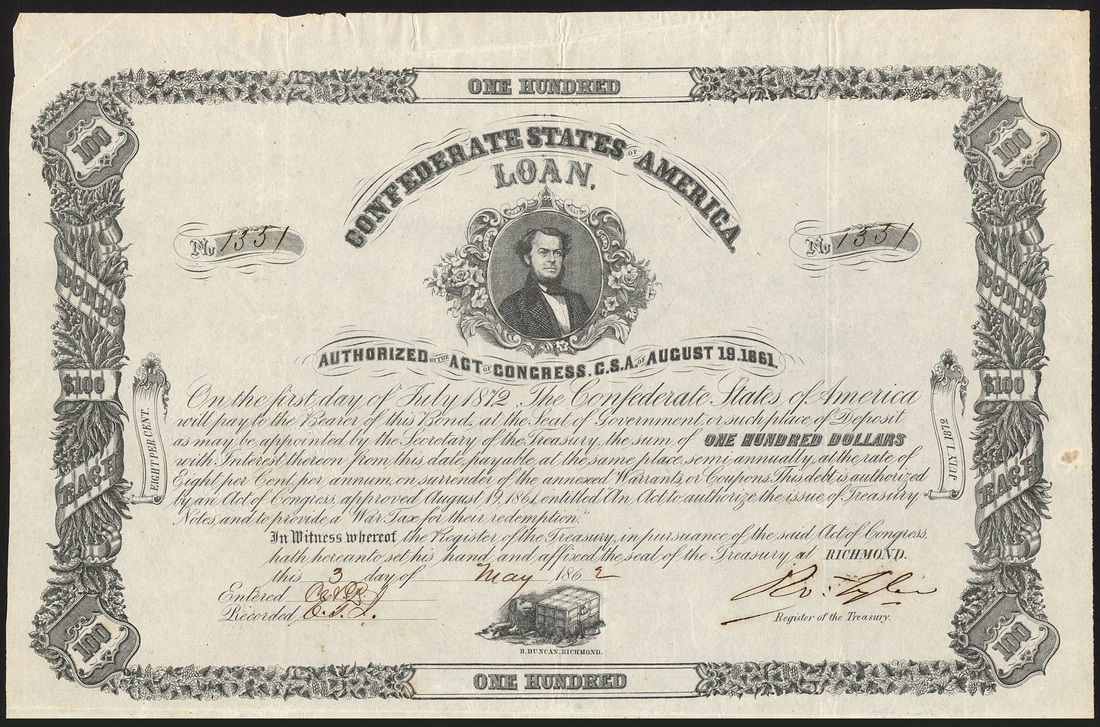 ONE HUNDRED
100
100
CONFEDERATE STATES OF AMERICA
LOAN,
No 1331
No 1331
BONDS
BONDS
AUTHORIZED BY THE ACT OF CONGRESS. C.S.A. OF AUGUST 19.1861.
$100
$100
EIGHT PER CENT.
JULY 1 1872
EACH
EACH
On the first day of July 1872, The Confederate States of America
will pay to the Bearer of this Bond, at the Seat of Government, or such place of Deposit
as may be appointed by the Secretary of the Treasury, the sum of ONE HUNDRED DOLLARS
with Interest thereon from this date, payable at the same place, semi-annually, at the rate of
Eight per Cent, per annum, on surrender of the annexed Warrants, or Coupons. This debt is authorized
by an Act of Congress, approved August 19, 1861, entitled An Act to authorize the issue of Treasury
Notes, and to provide a War Tax for their redemption."
In Witness whereof the Register of the Treasury, in pursuance of the said Act of Congress,
hath hereunto set his hand, and affixed the seal of the Treasury at RICHMOND.
this 3 day of May 1862
Entered
Recorded
Ro. Tyler
Register of the Treasury.
B.DUNCAN.RICHMOND.
100
100
ONE HUNDRED